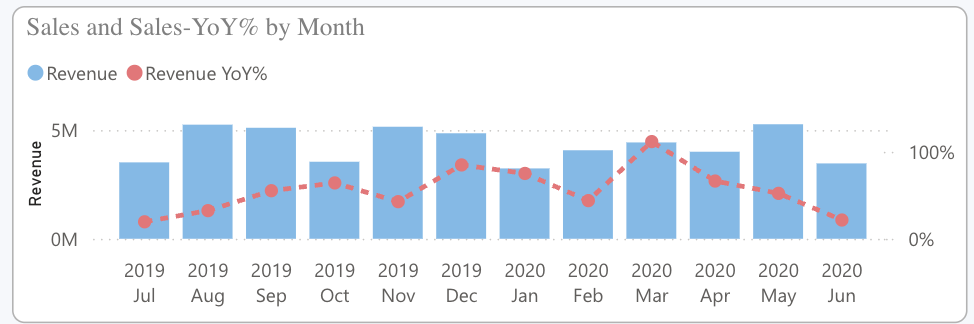 Sales and Sales-YoY% by Month
Revenue Revenue YoY%
5M
100%
Revenue
0M 0%
2019 2019 2019 2019 2019 2019 2020 2020 2020 2020 2020 2020
Jul Aug Sep Oct Nov Dec Jan Feb Mar Apr May Jun